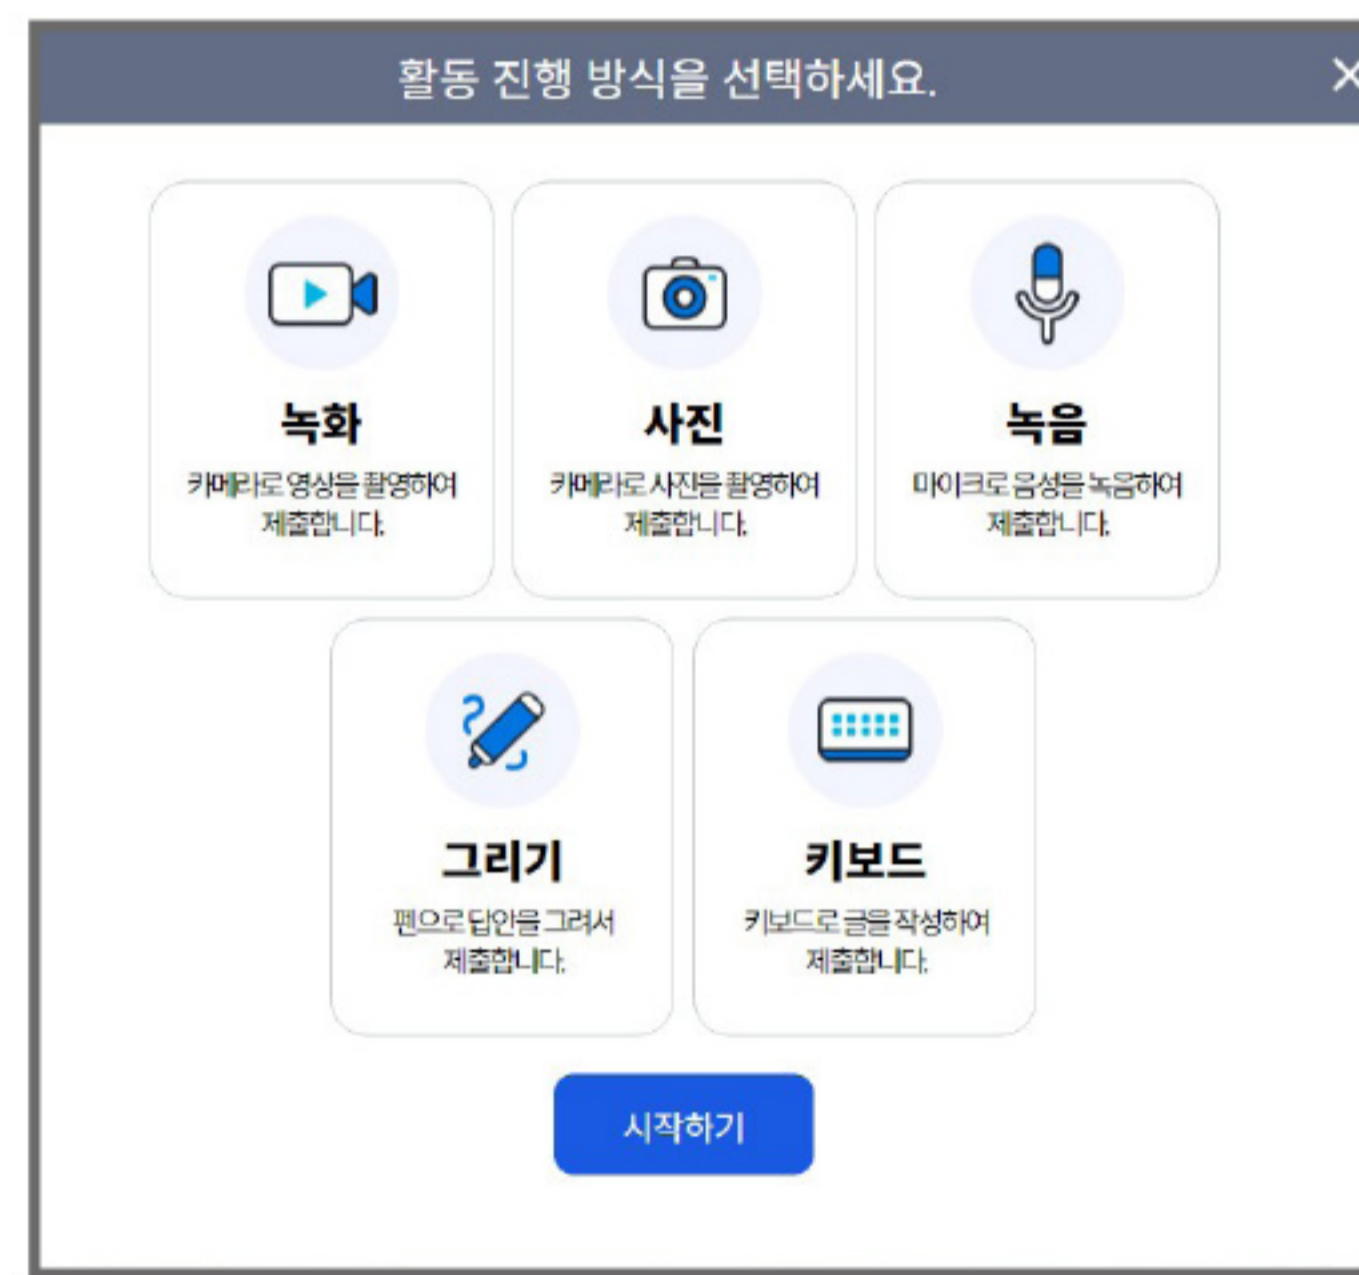 활동 진행 방식을 선택하세요.
녹화
카메라로 영상을 촬영하여
제출합니다.
사진
카메라로 사진을 촬영하여
제출합니다.
녹음
마이크로 음성을 녹음하여
제출합니다.
그리기
펜으로 답안을 그려서
제출합니다.
키보드
키보드로 글을 작성하여
제출합니다.
시작하기